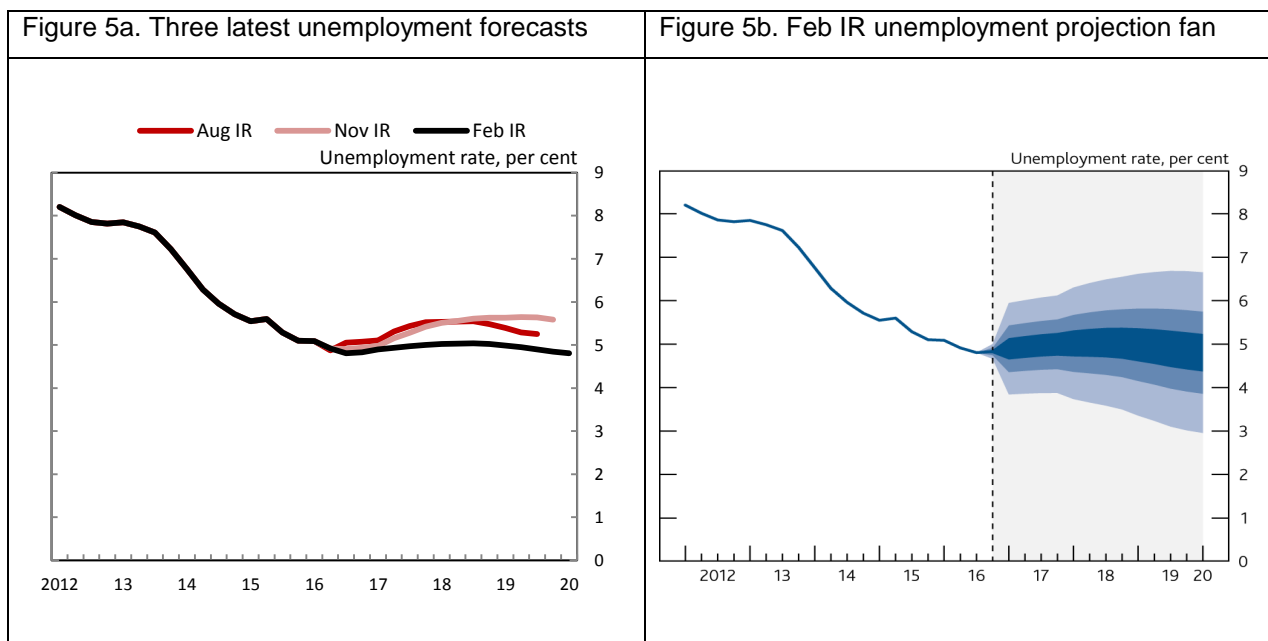 Figure 5a. Three latest unemployment forecasts
Figure 5b. Feb IR unemployment projection fan
Aug IR Nov IR Feb IR
Unemployment rate, per cent
9
8
7
6
5
4
3
2
1
0
2012 13 14 15 16 17 18 19 20
Unemployment rate, per cent
9
8
7
6
5
4
3
2
1
0
2012 13 14 15 16 17 18 19 20